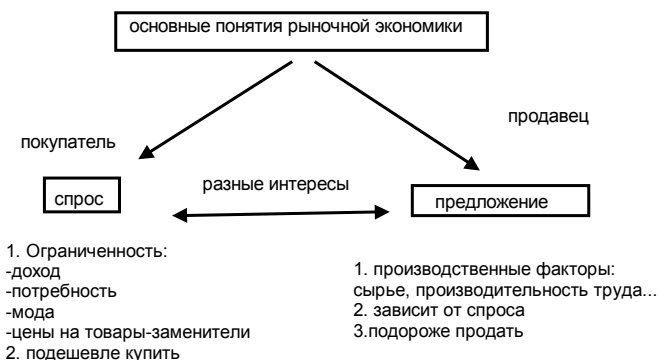 основные понятия рыночной экономики
продавец
покупатель
разные интересы
спрос
предложение
1. Ограниченность:
-доход
-потребность
-мода
-цены на товары-заменители
2. подешевле купить
1. производственные факторы:
сырье, производительность труда...
2. зависит от спроса
3.подороже продать